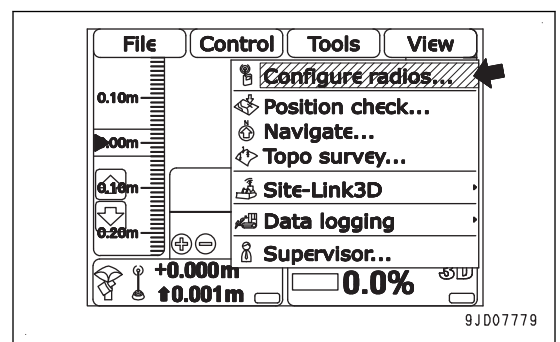 File Control Tools View
Configure radios...
0.10m
Position check...
0.00m
Navigate...
Topo survey...
0.10m
Site-Link3D
Data logging
0.20m
Supervisor...
+0.000m
0.001m 0.0% 3D
9JD07779